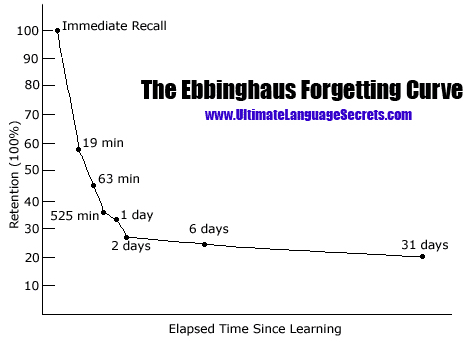 Immediate Recall
The Ebbinghaus Forgetting Curve
www.UltimateLanguageSecrets.com
Retention (100%)
100
90
80
70
60
50
40
30
20
10
19 min
63 min
525 min
1 day
2 days
6 days
31 days
Elapsed Time Since Learning